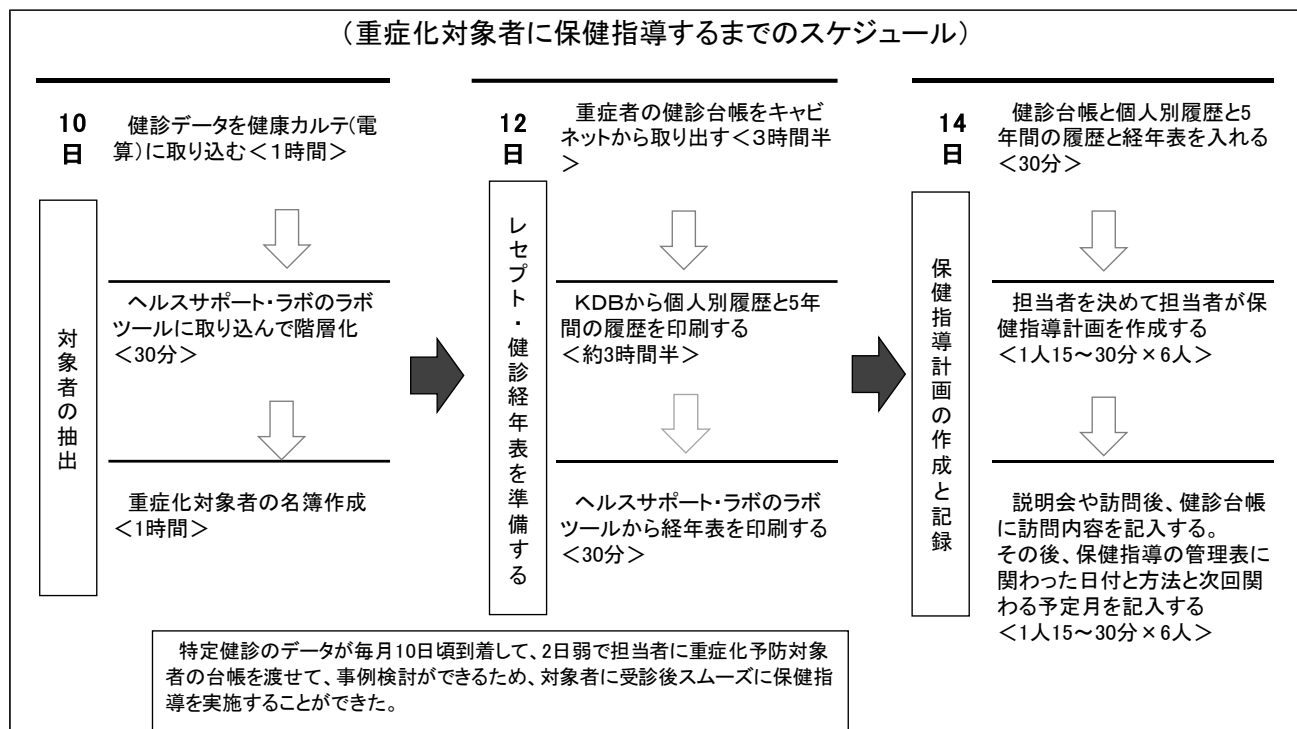 (重症化対象者に保健指導するまでのスケジュール)
10
日
健診データを健康カルテ(電
算)に取り込む<1時間>
対象者の抽出
ヘルスサポート・ラボのラボ
ツールに取り込んで階層化
<30分>
重症化対象者の名簿作成
<1時間>
12
日
重症者の健診台帳をキャビ
ネットから取り出す<3時間半
>
レセプト・健診経年表を準備する
KDBから個人別履歴と5年
間の履歴を印刷する
<約3時間半>
ヘルスサポート・ラボのラボ
ツールから経年表を印刷する
<30分>
14
日
健診台帳と個人別履歴と5
年間の履歴と経年表を入れる
<30分>
保健指導計画の作成と記録
担当者を決めて担当者が保
健指導計画を作成する
<1人15~30分×6人>
説明会や訪問後、健診台帳
に訪問内容を記入する。
その後、保健指導の管理表に
関わった日付と方法と次回関
わる予定月を記入する
<1人15~30分×6人>
特定健診のデータが毎月10日頃到着して、2日弱で担当者に重症化予防対象
者の台帳を渡せて、事例検討ができるため、対象者に受診後スムーズに保健指
導を実施することができた。